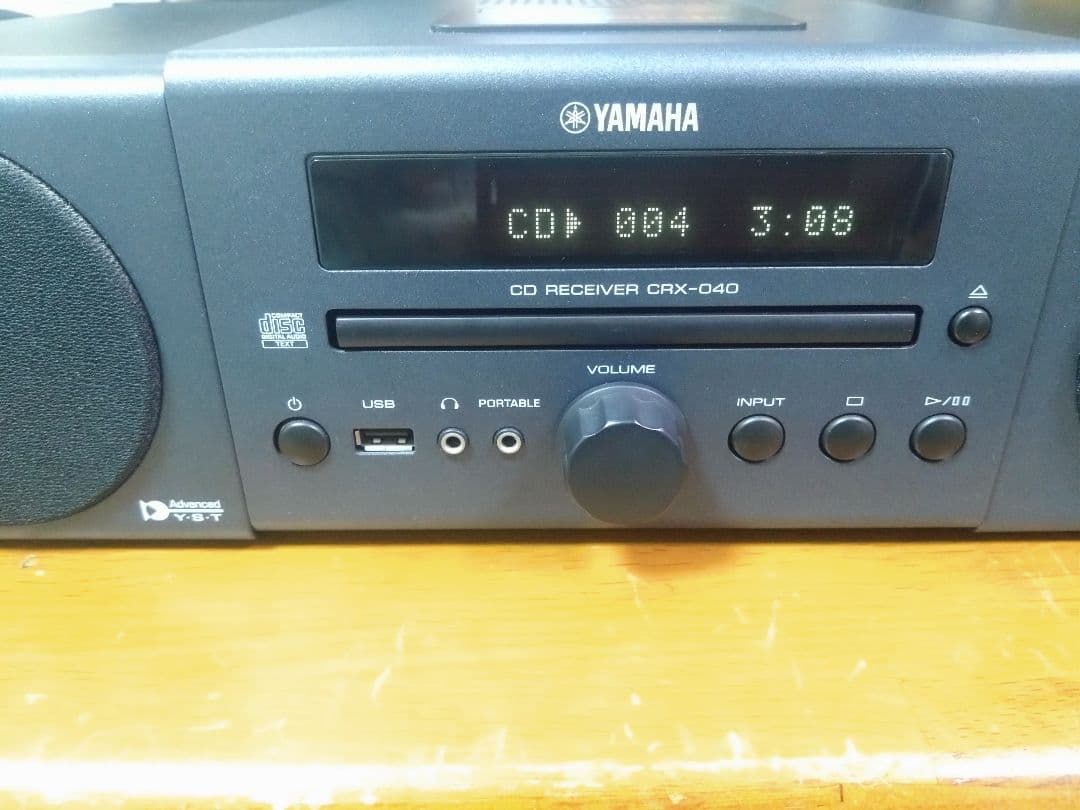 YAMAHA
CD 004 3:08
CD RECEIVER CRX-040
COMPACT
disc
DIGITAL AUDIO
TEXT
VOLUME
USB PORTABLE INPUT
Advanced
Y·S·T